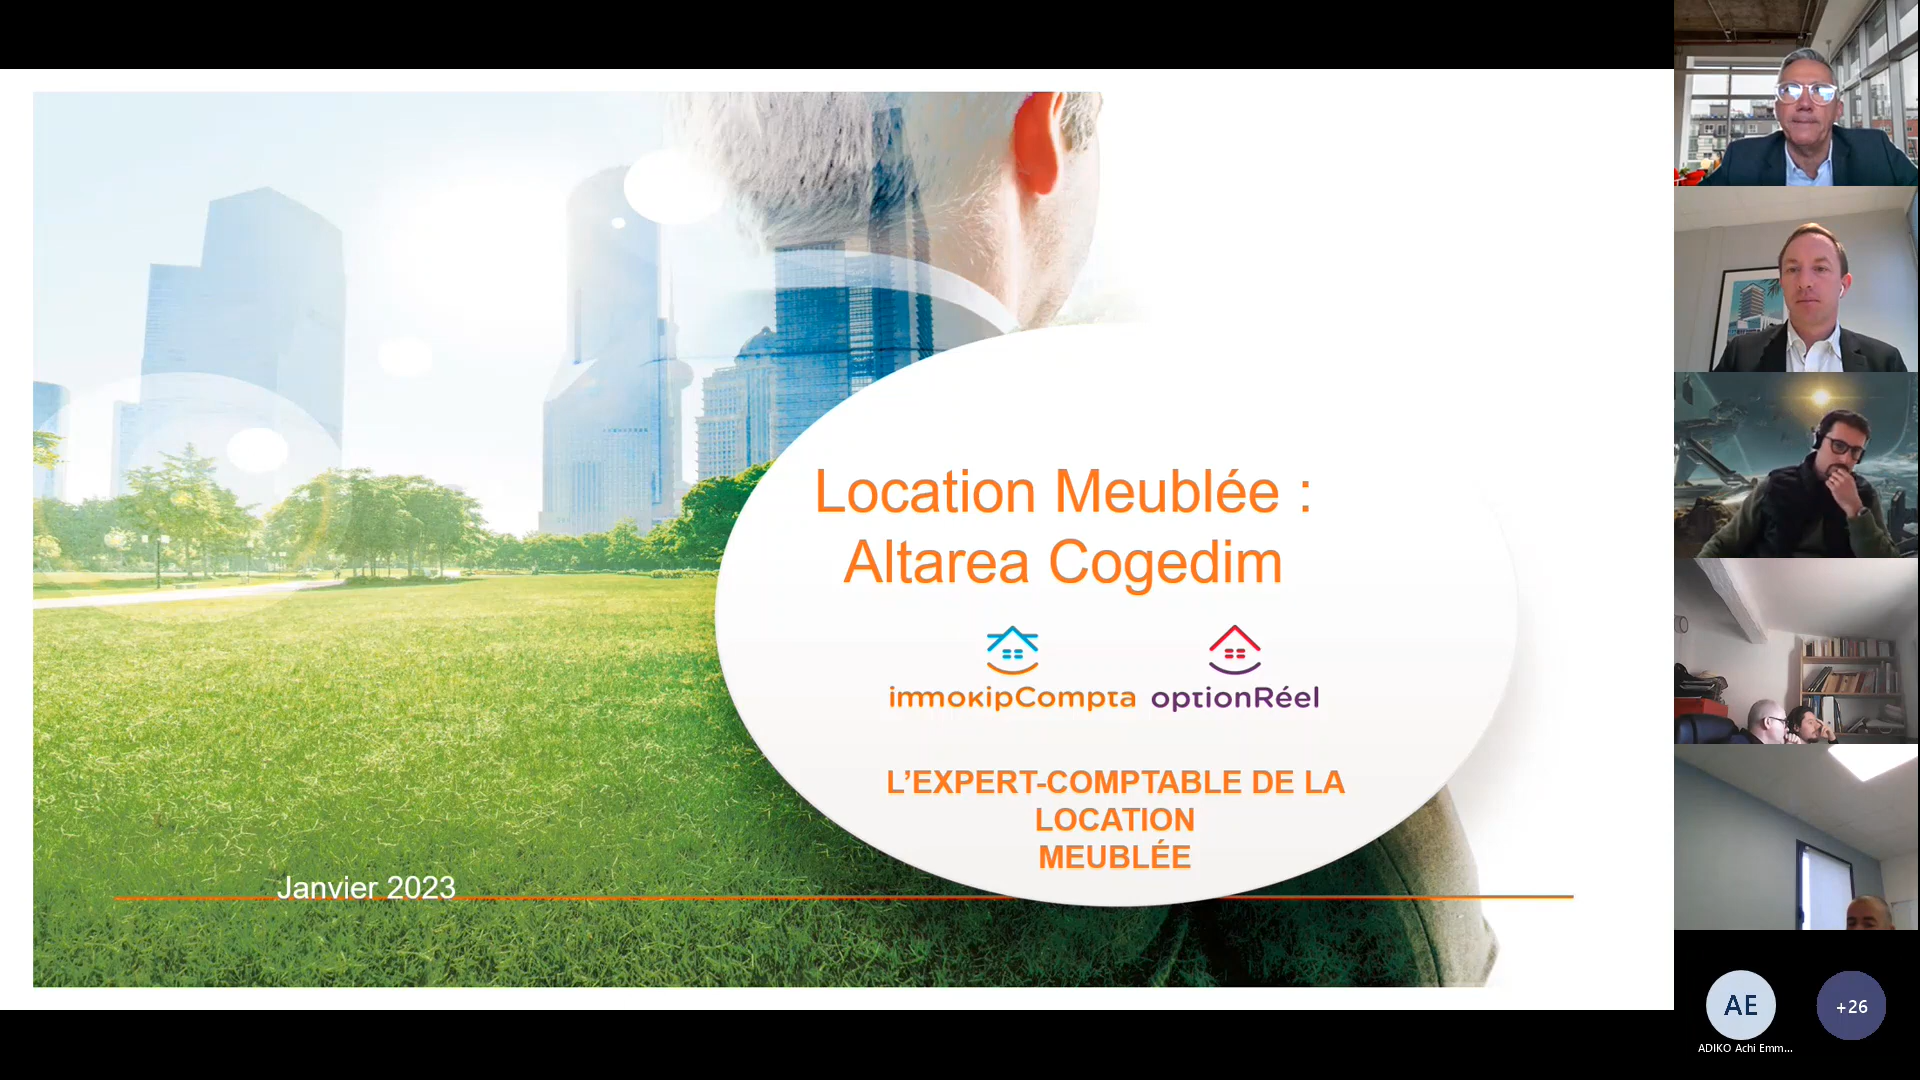 Location Meublée :
Altarea Cogedim
immokipCompta
optionRéel
L’EXPERT-COMPTABLE DE LA
LOCATION
MEUBLÉE
Janvier 2023
AE
+26
ADIKO Achi Emm...